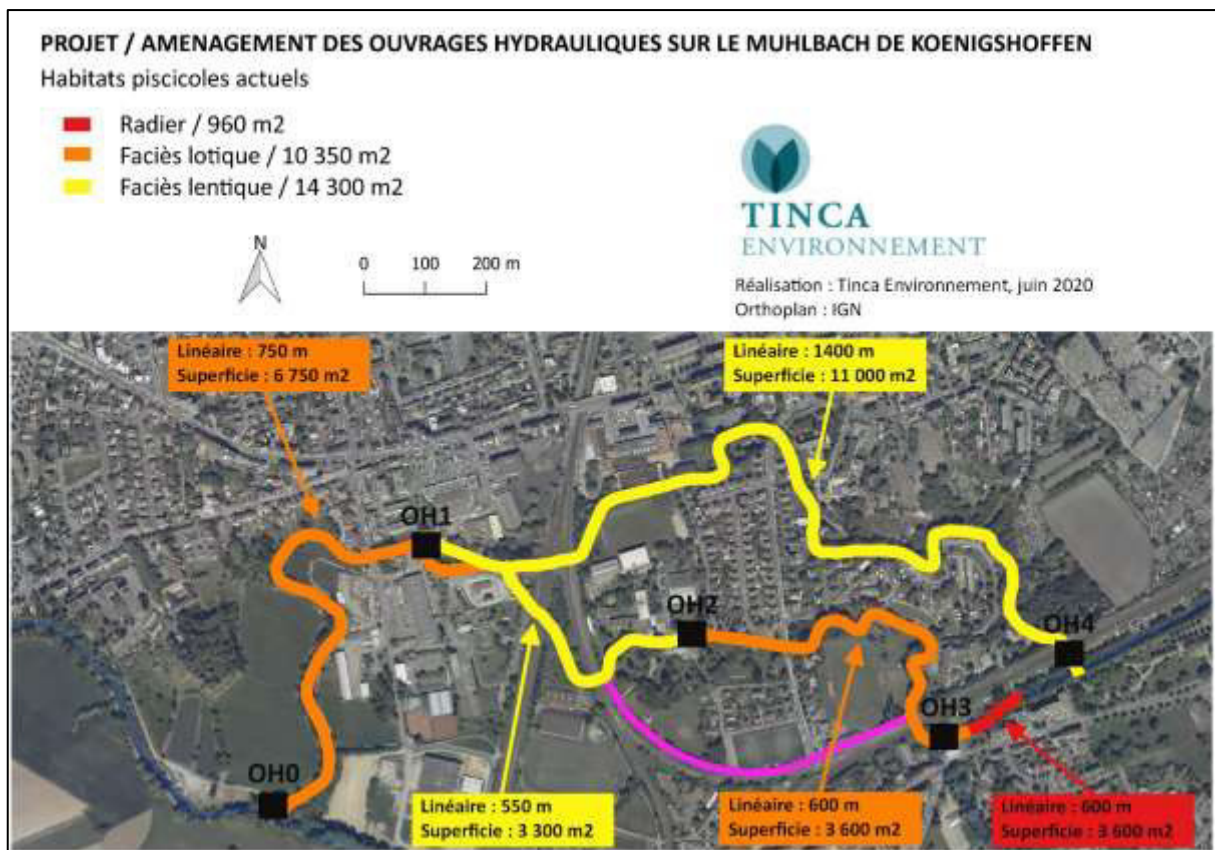 PROJET / AMENAGEMENT DES OUVRAGES HYDRAULIQUES SUR LE MUHLBACH DE KOENIGSHOFFEN
Habitats piscicoles actuels
Radier / 960 m2
Faciès lotique / 10 350 m2
Faciès lentique / 14 300 m2
N
0 100 200 m
TINCA
ENVIRONNEMENT
Réalisation : Tinca Environnement, juin 2020
Orthoplan : IGN
Linéaire : 750 m
Superficie : 6 750 m2
Linéaire : 1400 m
Superficie : 11 000 m2
OH1
OH2
OH4
OH3
OH0
Linéaire : 550 m
Superficie : 3 300 m2
Linéaire : 600 m
Superficie : 3 600 m2
Linéaire : 600 m
Superficie : 3 600 m2